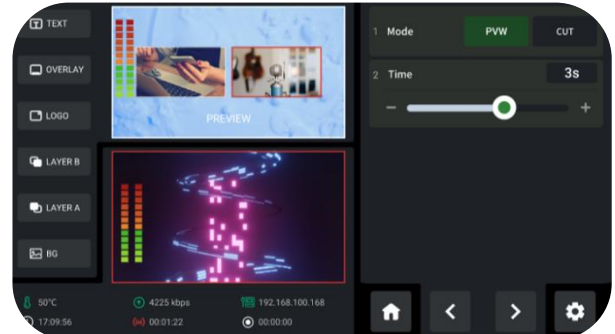 TEXT
OVERLAY
LOGO
LAYER B
LAYER A
BG
PREVIEW
50°C
4225 kbps
192.168.100.168
17:09:56
00:01:22
00:00:00
1 Mode PVW CUT
2 Time 3s